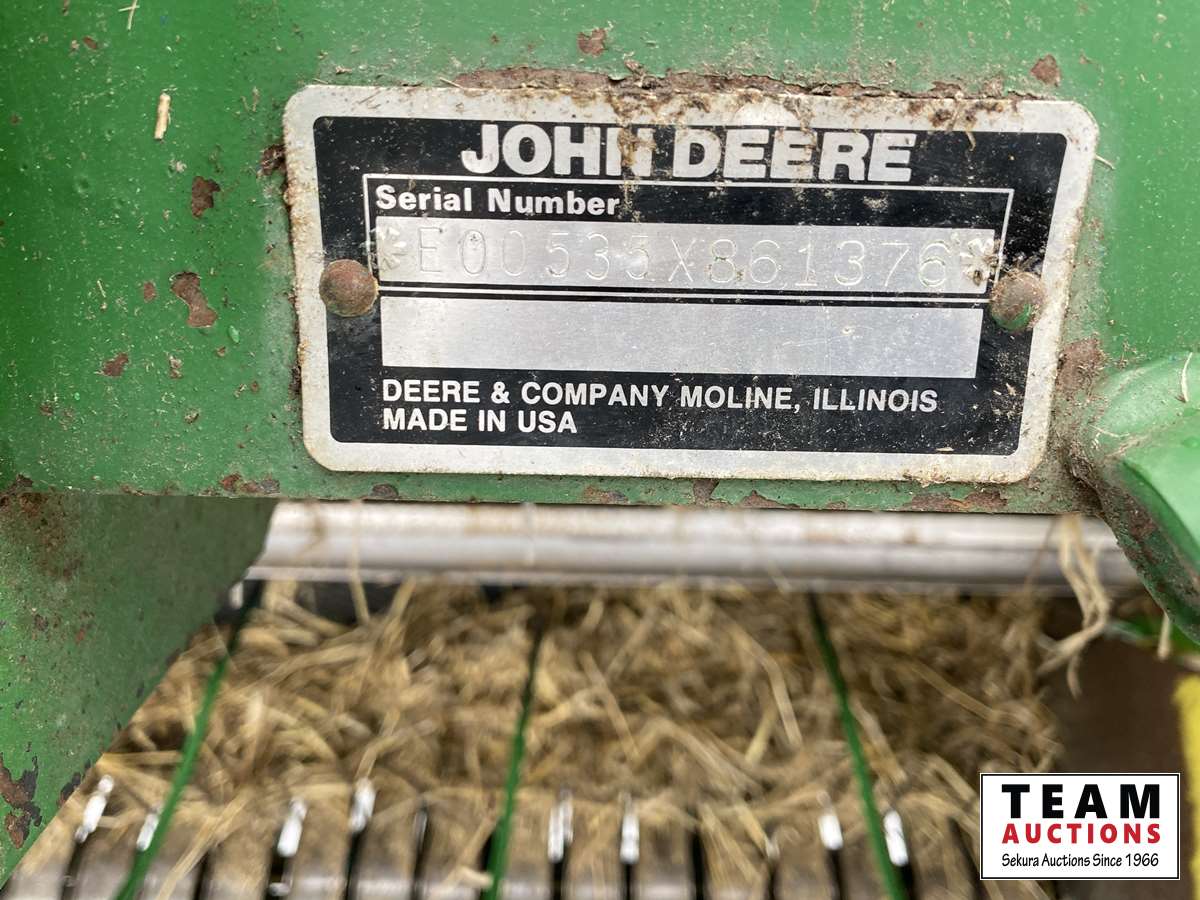 JOHN DEERE
Serial Number
*E00535X861376*
DEERE & COMPANY MOLINE, ILLINOIS
MADE IN USA
TEAM
AUCTIONS
Sekura Auctions Since 1966